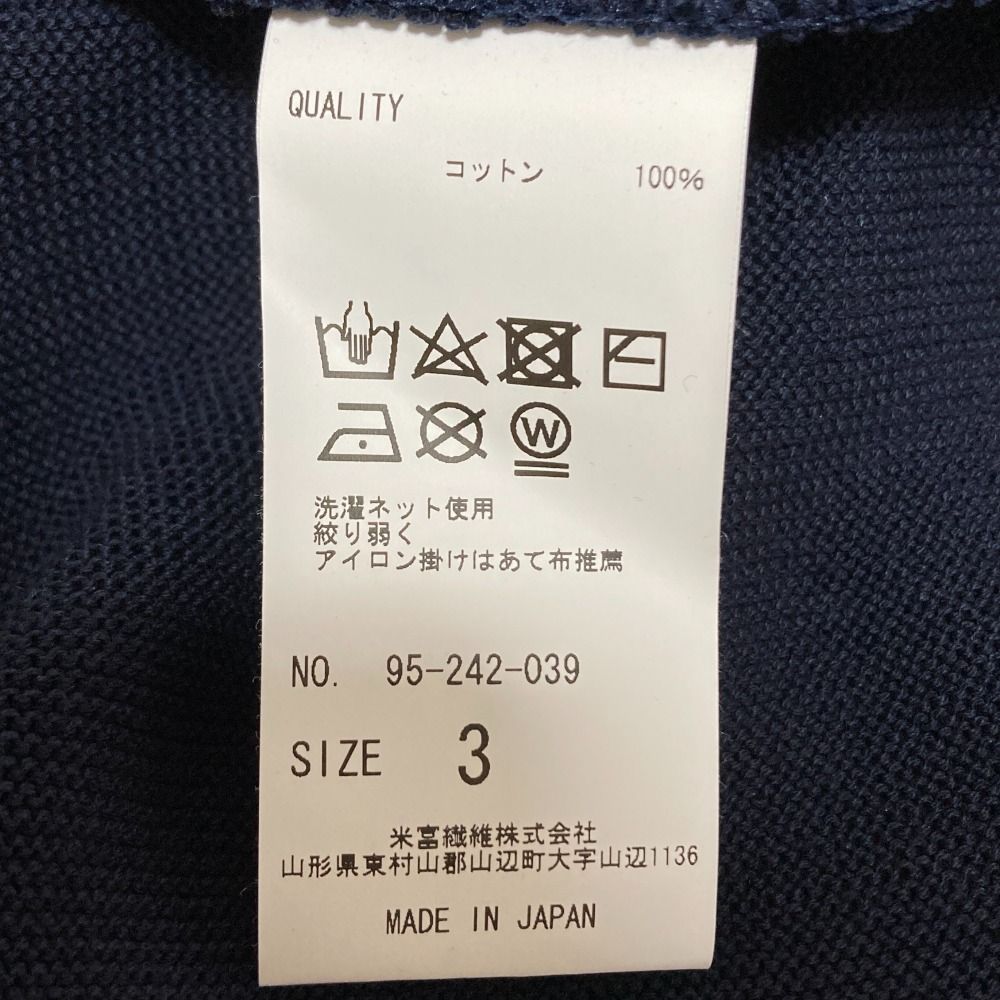 QUALITY
コットン 100%
W
洗濯ネット使用
絞り弱く
アイロン掛けはあて布推薦
NO. 95-242-039
SIZE 3
米富繊維株式会社
山形県東村山郡山辺町大字山辺1136
MADE IN JAPAN